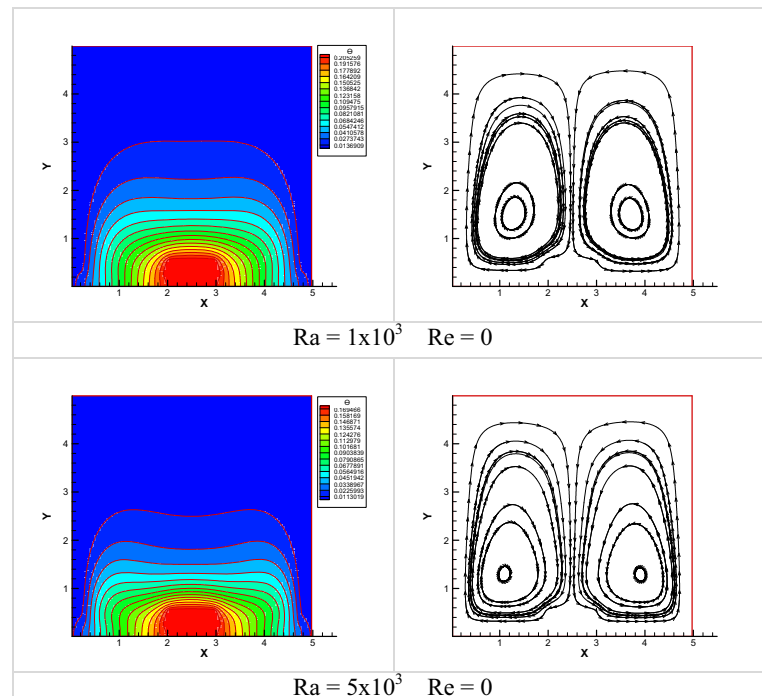 Θ
0.205259
0.191576
0.177892
0.164209
0.150525
0.136842
0.123158
0.109475
0.0957915
0.0821081
0.0684246
0.0547412
0.0410578
0.0273743
0.0136909
Y
4
3
2
1
1 2 3 4 5
X
Y
4
3
2
1
1 2 3 4 5
X
Ra = 1x10³ Re = 0
Θ
0.169466
0.158169
0.146871
0.135574
0.124276
0.112979
0.101681
0.0903839
0.0790865
0.0677891
0.0564916
0.0451942
0.0338967
0.0225993
0.0113019
Y
4
3
2
1
1 2 3 4 5
X
Y
4
3
2
1
1 2 3 4 5
X
Ra = 5x10³ Re = 0